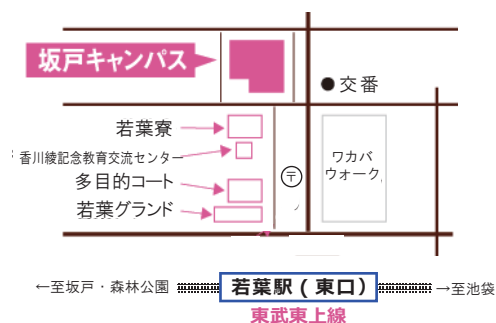 坂戸キャンパス
交番
若葉寮
香川綾記念教育交流センター
多目的コート
若葉グランド
〒
ワカバ
ウォーク
←至坂戸・森林公園
若葉駅(東口)
→至池袋
東武東上線